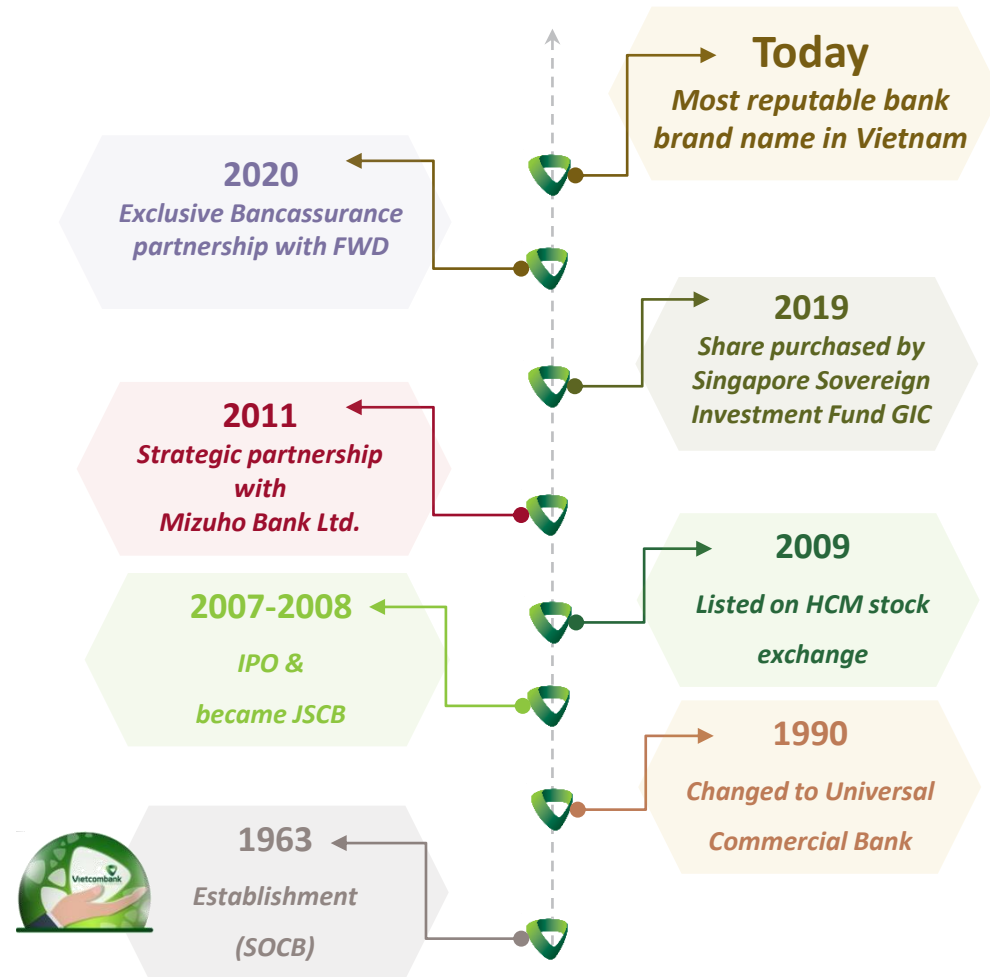 Today
Most reputable bank
brand name in Vietnam
2020
Exclusive Bancassurance
partnership with FWD
2019
Share purchased by
Singapore Sovereign
Investment Fund GIC
2011
Strategic partnership
with
Mizuho Bank Ltd.
2009
Listed on HCM stock
exchange
2007-2008
IPO &
became JSCB
1990
Changed to Universal
Commercial Bank
1963
Establishment
(SOCB)
Vietcombank